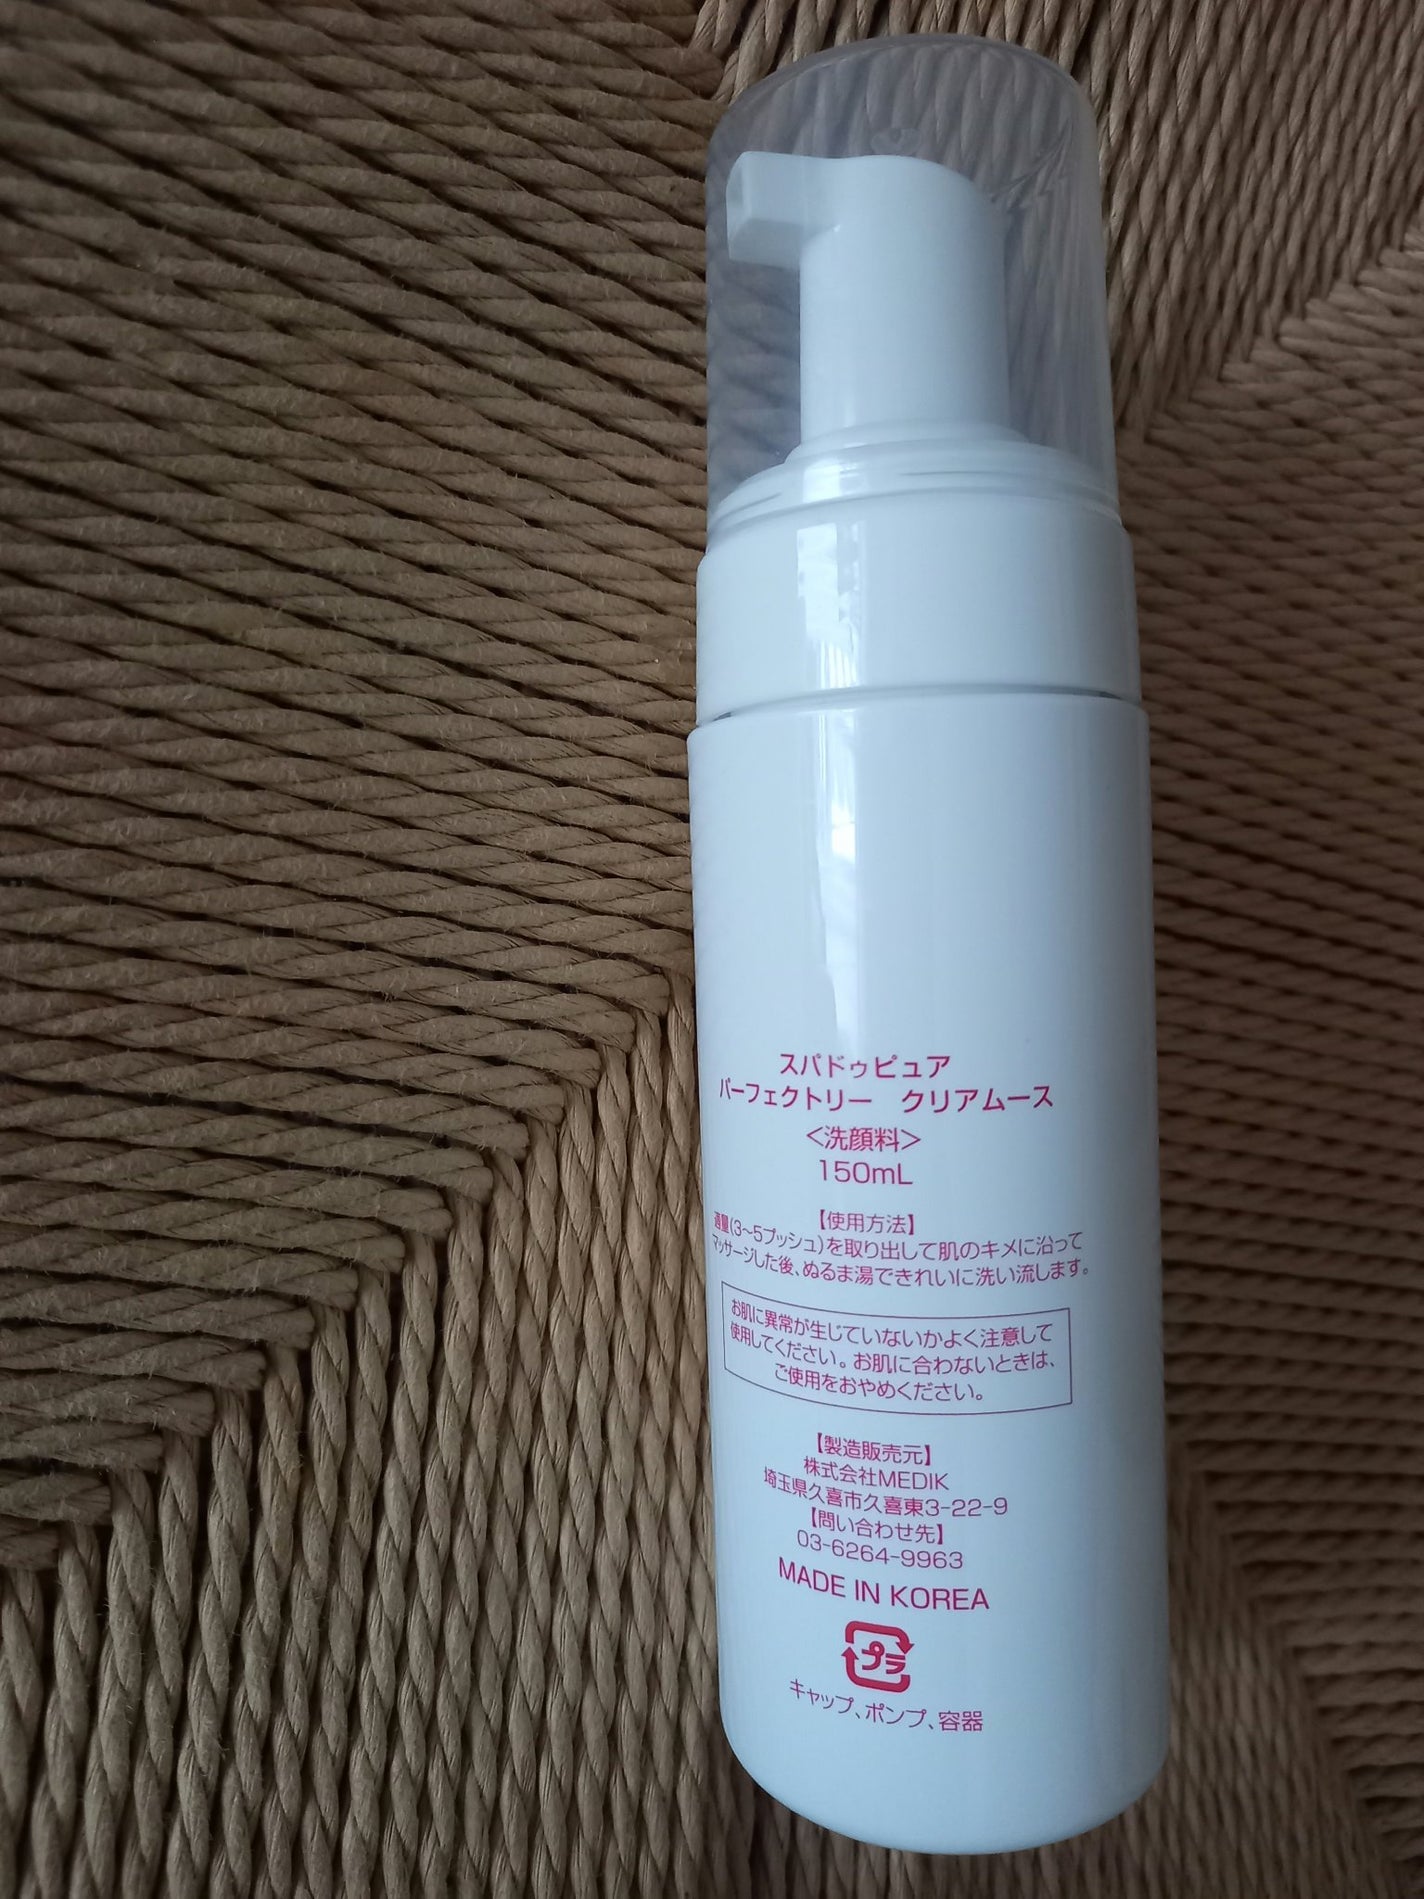 スパドゥピュア
パーフェクトリー　クリアムース
＜洗顔料＞
150mL
【使用方法】
適量(3〜5プッシュ)を取り出して肌のキメに沿って
マッサージした後、ぬるま湯できれいに洗い流します。
お肌に異常が生じていないかよく注意して
使用してください。お肌に合わないときは、
ご使用をおやめください。
【製造販売元】
株式会社MEDIK
埼玉県久喜市久喜東3-22-9
【問い合わせ先】
03-6264-9963
MADE IN KOREA
プラ
キャップ、ポンプ、容器